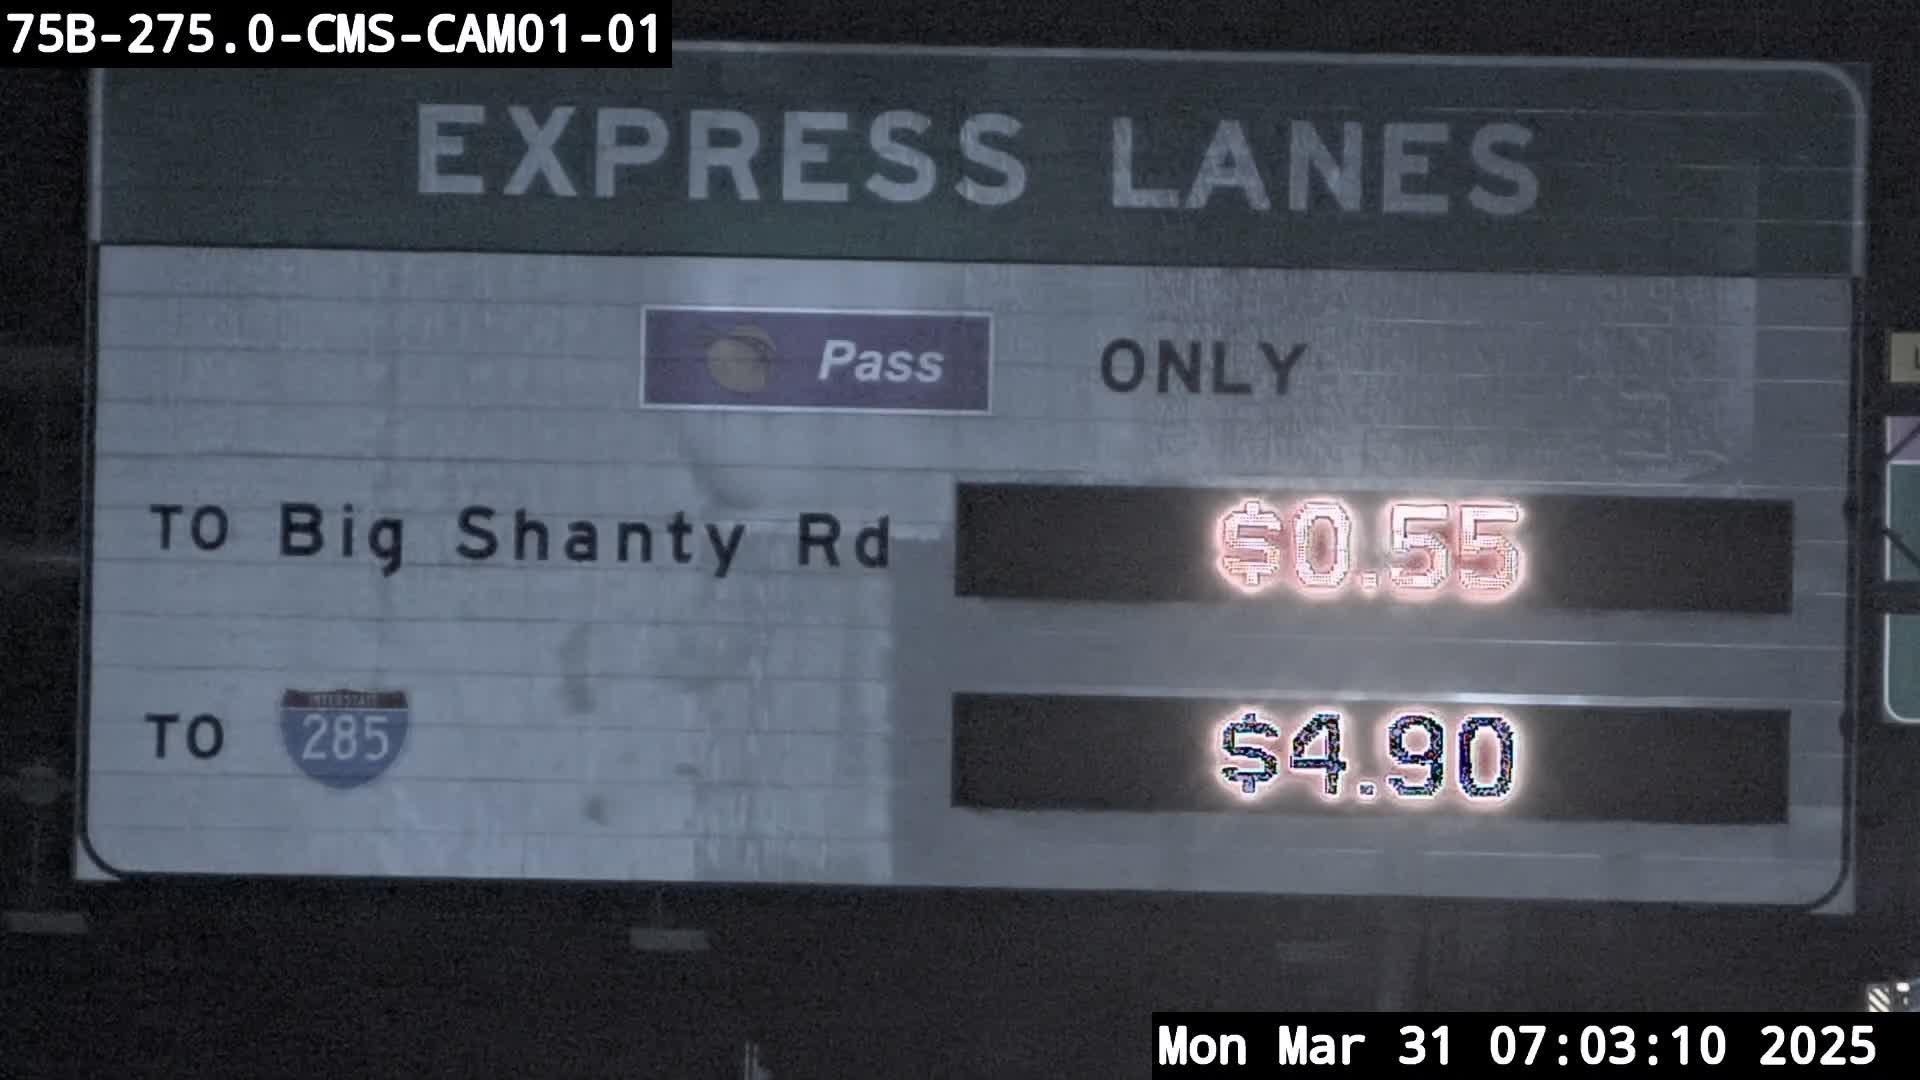 75B-275.0-CMS-CAM01-01
EXPRESS LANES
Pass ONLY
TO Big Shanty Rd $0.55
TO INTERSTATE 285 $4.90
Mon Mar 31 07:03:10 2025